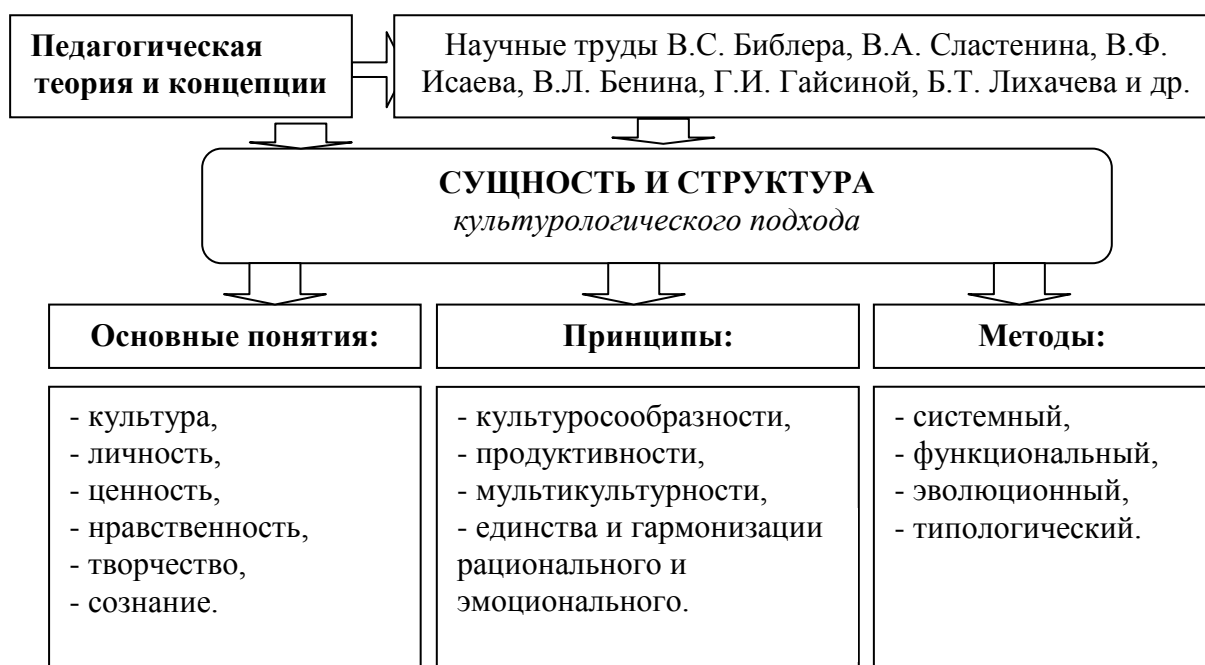 Педагогическая
теория и концепции
Научные труды В.С. Библера, В.А. Сластенина, В.Ф.
Исаева, В.Л. Бенина, Г.И. Гайсиной, Б.Т. Лихачева и др.
СУЩНОСТЬ И СТРУКТУРА
культурологического подхода
Основные понятия:
- культура,
- личность,
- ценность,
- нравственность,
- творчество,
- сознание.
Принципы:
- культуросообразности,
- продуктивности,
- мультикультурности,
- единства и гармонизации
рационального и
эмоционального.
Методы:
- системный,
- функциональный,
- эволюционный,
- типологический.